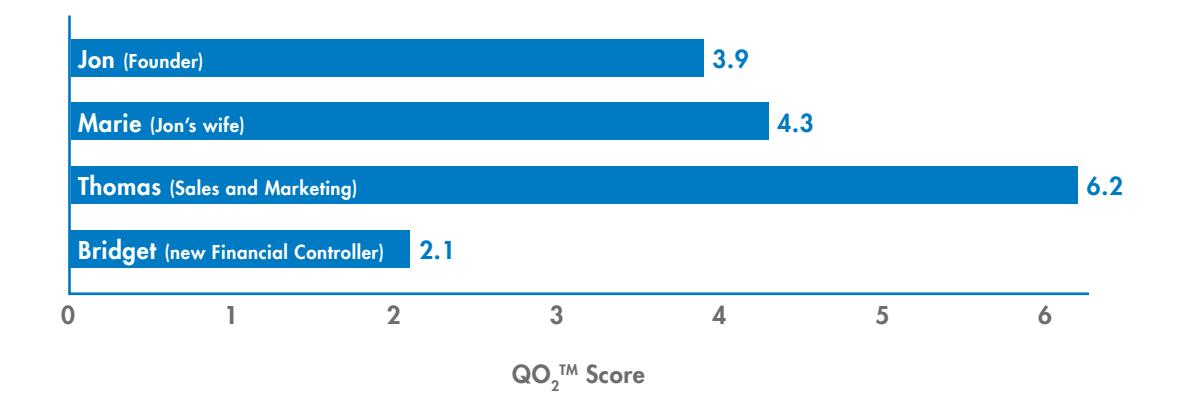 Jon (Founder) 3.9
Marie (Jon’s wife) 4.3
Thomas (Sales and Marketing) 6.2
Bridget (new Financial Controller) 2.1
0 1 2 3 4 5 6
QO₂™ Score